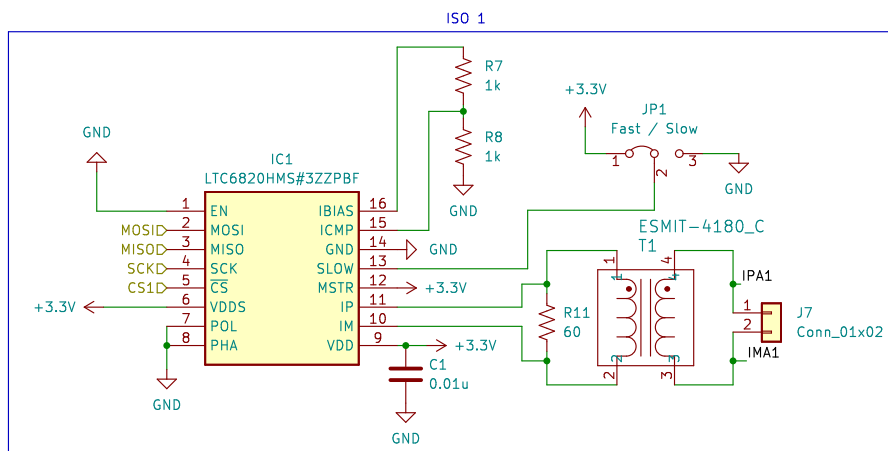 ISO 1
R7
1k
+3.3V
JP1
Fast / Slow
GND
R8
1k
IC1
LTC6820HMS#3ZZPBF
1
2
3
GND
GND
1 EN
IBIAS 16
ESMIT-4180_C
T1
MOSI 2 MOSI
ICMP 15
MISO 3 MISO
GND 14 GND
SCK 4 SCK
SLOW 13
1
4
CS1 5 CS
MSTR 12 +3.3V
IPA1
+3.3V 6 VDDS
IP 11
R11
60
1
2
J7
Conn_01x02
7 POL
IM 10
8 PHA
VDD 9 +3.3V
IMA1
1
4
2
3
C1
0.01u
2
3
GND
GND